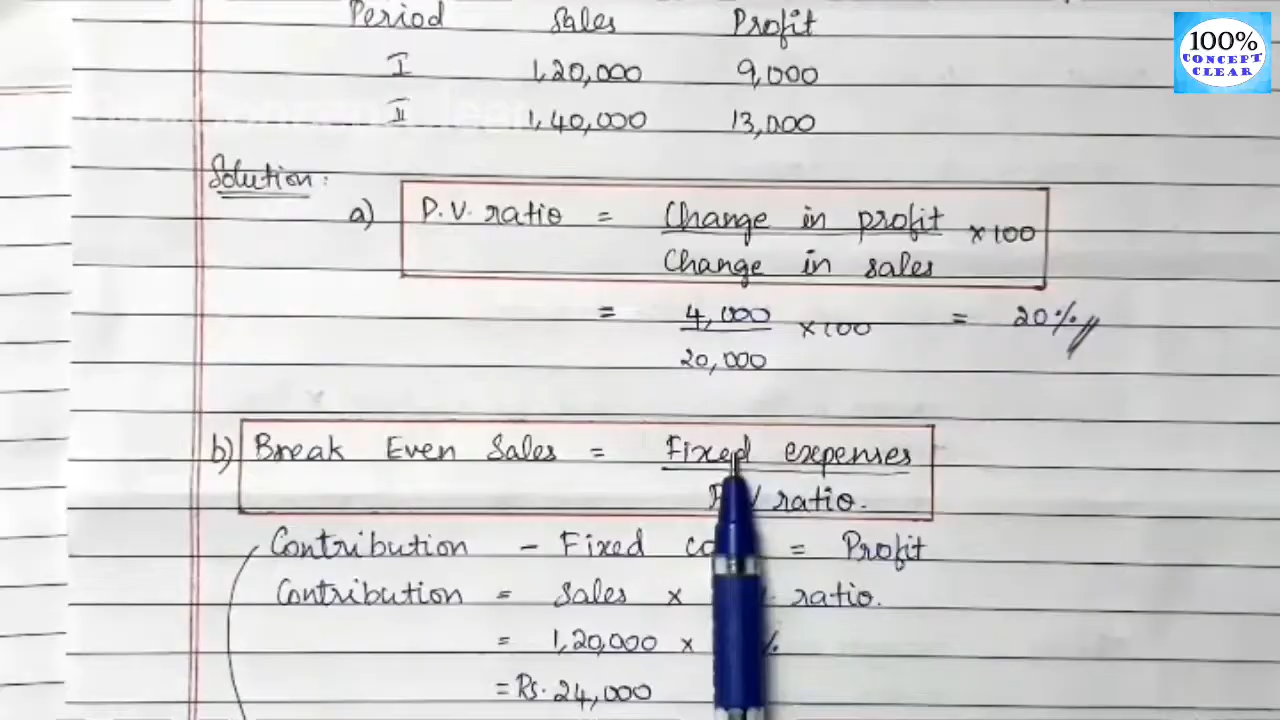 Period Sales Profit
I 1,20,000 9,000
II 1,40,000 13,000
100%
CONCEPT
CLEAR
Solution:
a) P.V. ratio = Change in profit × 100
Change in sales
= 4,000 × 100 = 20%
20,000
b) Break Even Sales = Fixed expenses
ratio.
Contribution - Fixed = Profit
Contribution = Sales × ratio.
= 1,20,000 ×
= Rs. 24,000